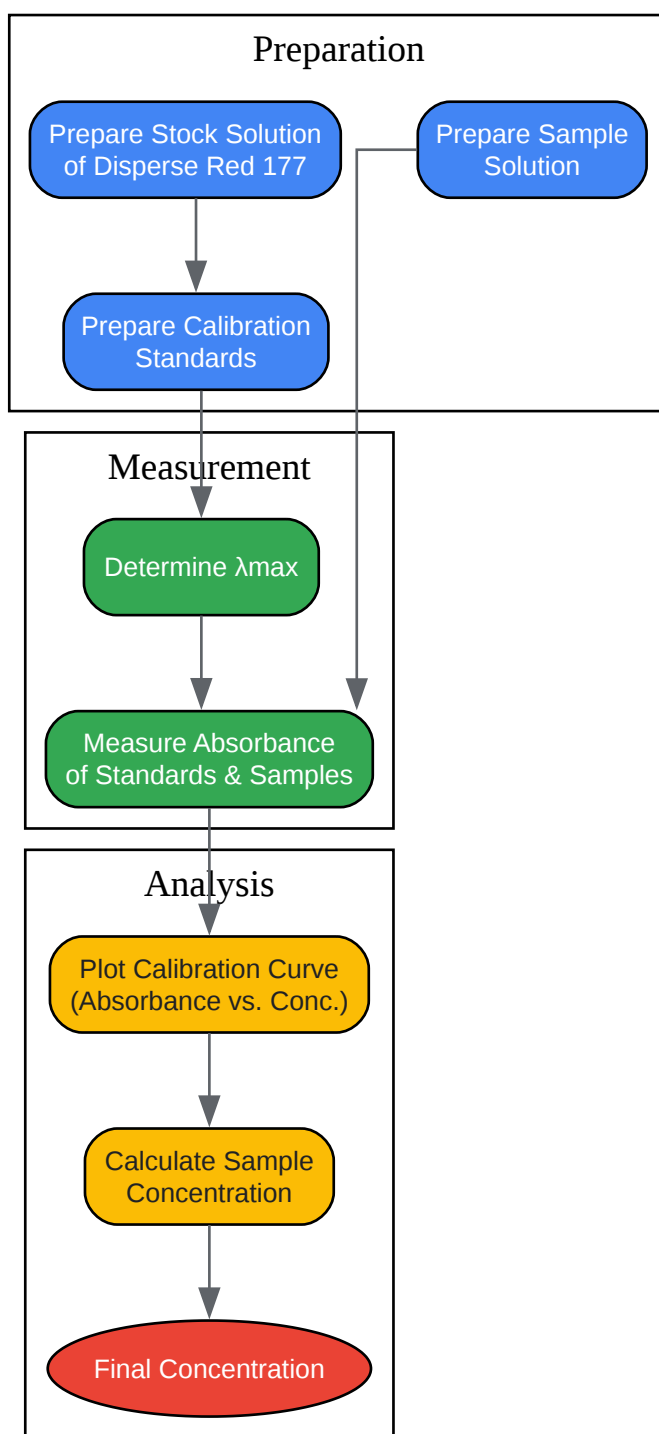 Preparation
Prepare Stock Solution
of Disperse Red 177
Prepare Sample
Solution
Prepare Calibration
Standards
Measurement
Determine λmax
Measure Absorbance
of Standards & Samples
Analysis
Plot Calibration Curve
(Absorbance vs. Conc.)
Calculate Sample
Concentration
Final Concentration